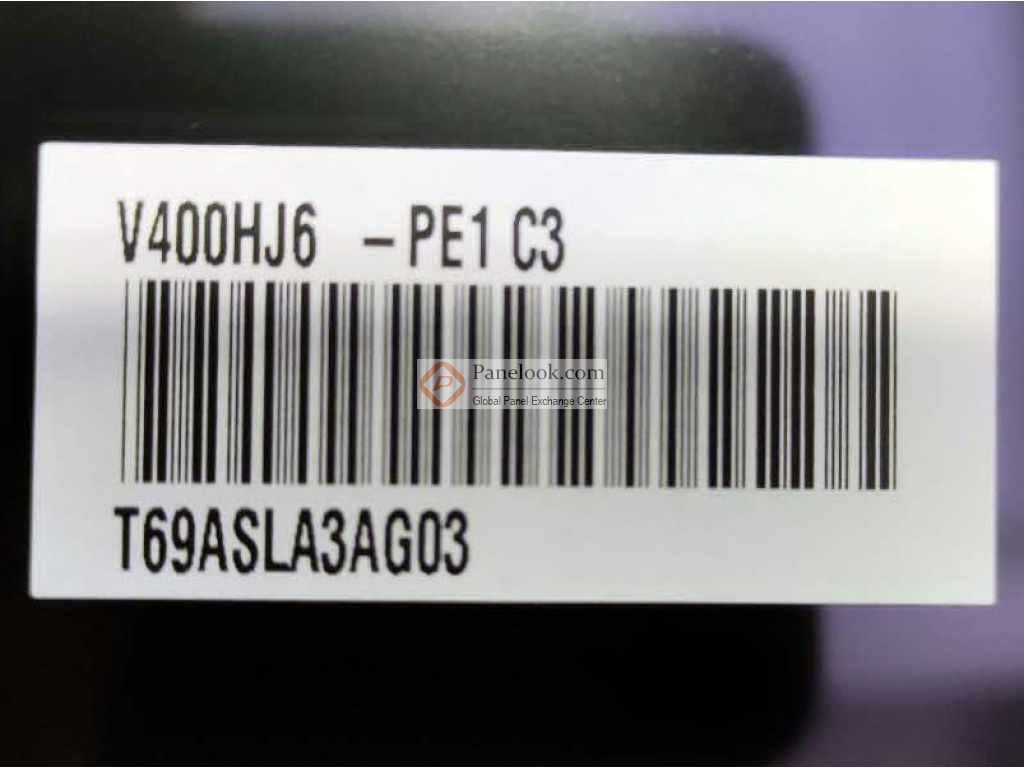 V400HJ6 –PE1 C3
Panelook.com
Global Panel Exchange Center
T69ASLA3AG03